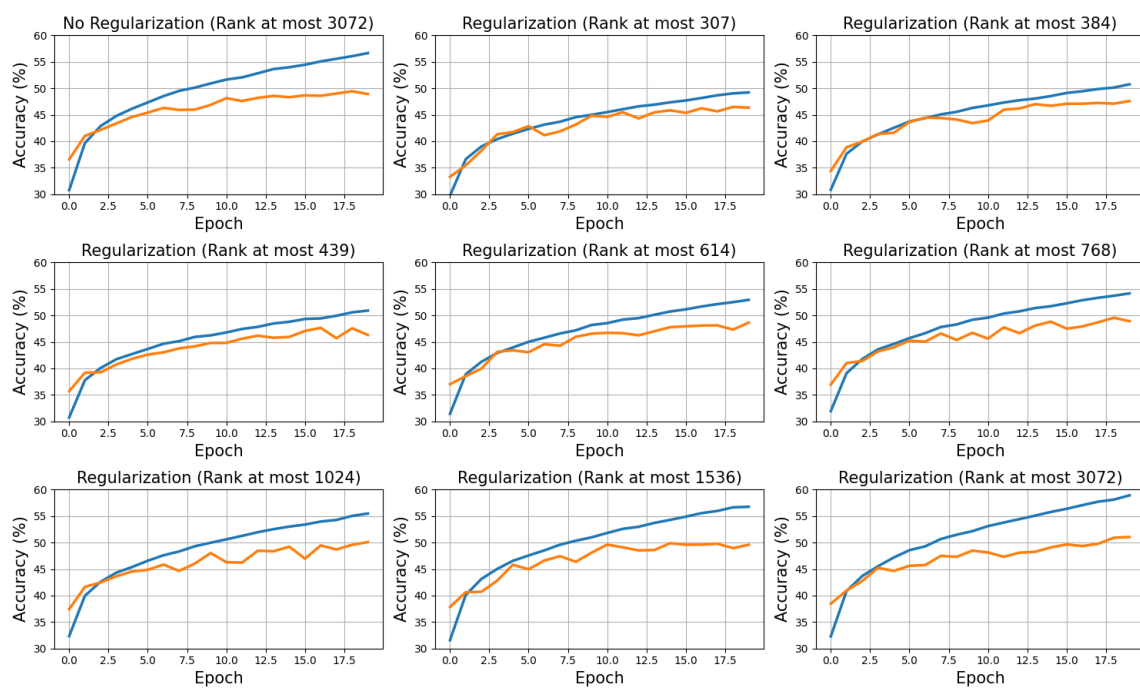 No Regularization (Rank at most 3072)
Accuracy (%)
60
55
50
45
40
35
30
0.0 2.5 5.0 7.5 10.0 12.5 15.0 17.5
Epoch
Regularization (Rank at most 307)
Accuracy (%)
60
55
50
45
40
35
30
0.0 2.5 5.0 7.5 10.0 12.5 15.0 17.5
Epoch
Regularization (Rank at most 384)
Accuracy (%)
60
55
50
45
40
35
30
0.0 2.5 5.0 7.5 10.0 12.5 15.0 17.5
Epoch
Regularization (Rank at most 439)
Accuracy (%)
60
55
50
45
40
35
30
0.0 2.5 5.0 7.5 10.0 12.5 15.0 17.5
Epoch
Regularization (Rank at most 614)
Accuracy (%)
60
55
50
45
40
35
30
0.0 2.5 5.0 7.5 10.0 12.5 15.0 17.5
Epoch
Regularization (Rank at most 768)
Accuracy (%)
60
55
50
45
40
35
30
0.0 2.5 5.0 7.5 10.0 12.5 15.0 17.5
Epoch
Regularization (Rank at most 1024)
Accuracy (%)
60
55
50
45
40
35
30
0.0 2.5 5.0 7.5 10.0 12.5 15.0 17.5
Epoch
Regularization (Rank at most 1536)
Accuracy (%)
60
55
50
45
40
35
30
0.0 2.5 5.0 7.5 10.0 12.5 15.0 17.5
Epoch
Regularization (Rank at most 3072)
Accuracy (%)
60
55
50
45
40
35
30
0.0 2.5 5.0 7.5 10.0 12.5 15.0 17.5
Epoch